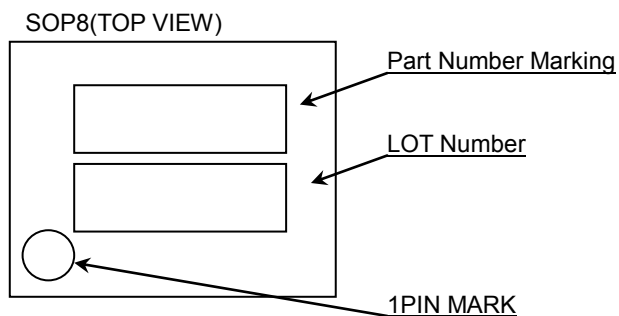 SOP8(TOP VIEW)
Part Number Marking
LOT Number
1PIN MARK